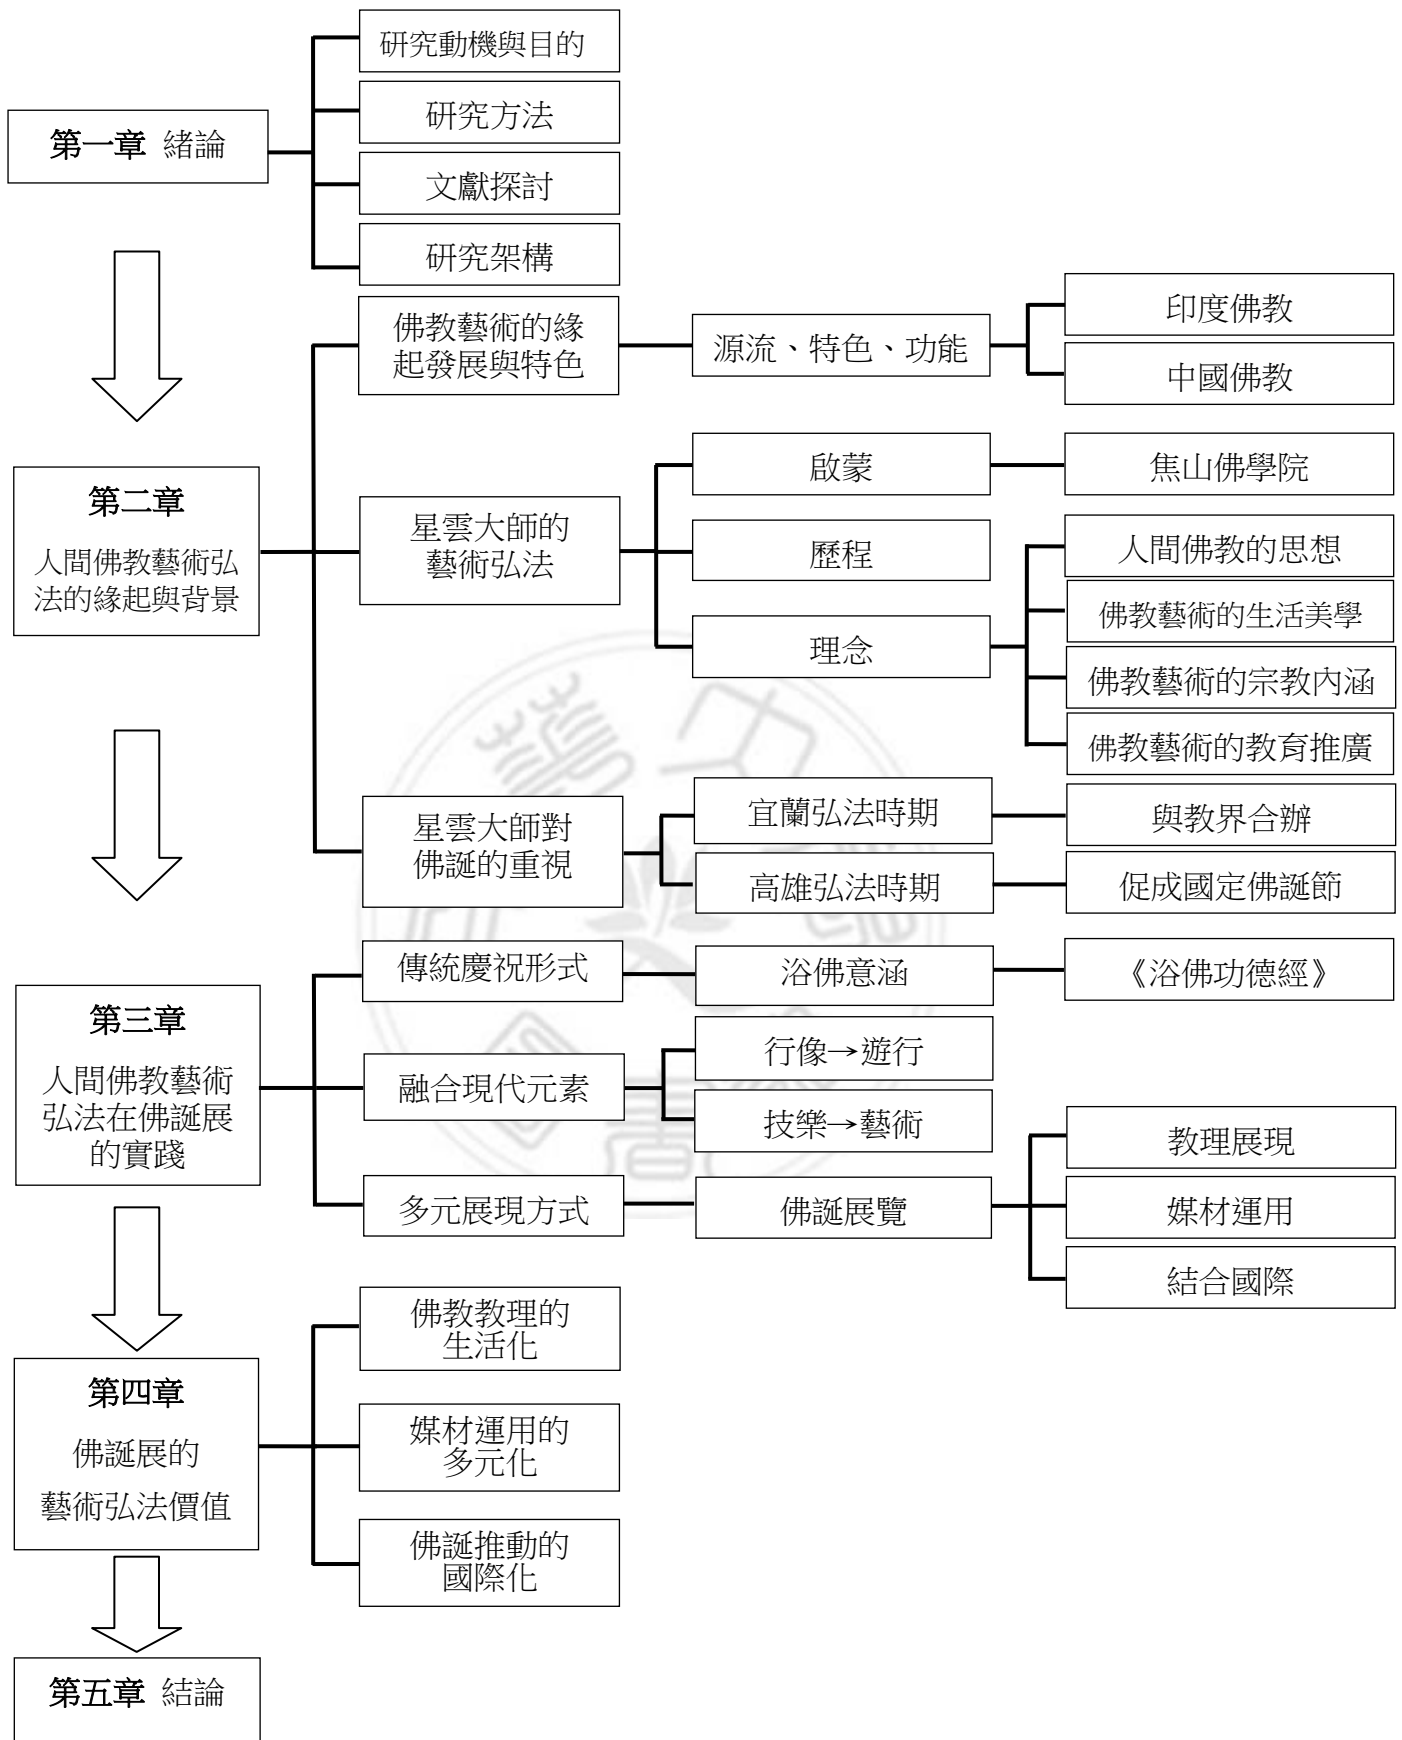 第一章 緒論
研究動機與目的
研究方法
文獻探討
研究架構
第二章
人間佛教藝術弘
法的緣起與背景
佛教藝術的緣
起發展與特色
源流、特色、功能
印度佛教
中國佛教
星雲大師的
藝術弘法
啟蒙
焦山佛學院
歷程
理念
人間佛教的思想
佛教藝術的生活美學
佛教藝術的宗教內涵
佛教藝術的教育推廣
星雲大師對
佛誕的重視
宜蘭弘法時期
與教界合辦
高雄弘法時期
促成國定佛誕節
第三章
人間佛教藝術
弘法在佛誕展
的實踐
傳統慶祝形式
浴佛意涵
《浴佛功德經》
融合現代元素
行像→遊行
技樂→藝術
多元展現方式
佛誕展覽
教理展現
媒材運用
結合國際
第四章
佛誕展的
藝術弘法價值
佛教教理的
生活化
媒材運用的
多元化
佛誕推動的
國際化
第五章 結論